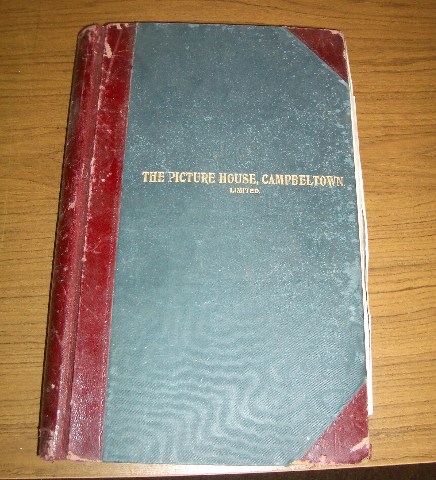 THE PICTURE HOUSE, CAMPBELTOWN
LIMITED.